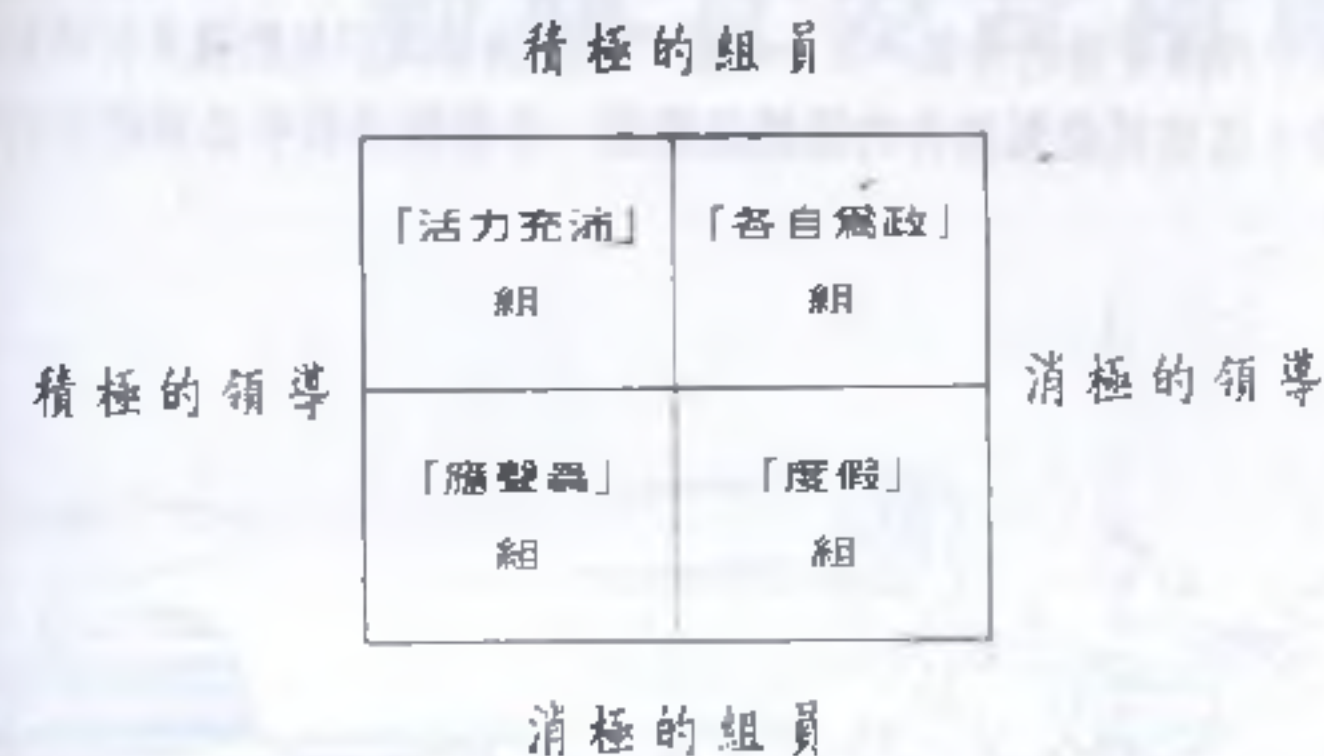 積極的組員
「活力充沛」
組
「各自為政」
組
積極的領導
消極的領導
「應聲蟲」
組
「度假」
組
消極的組員